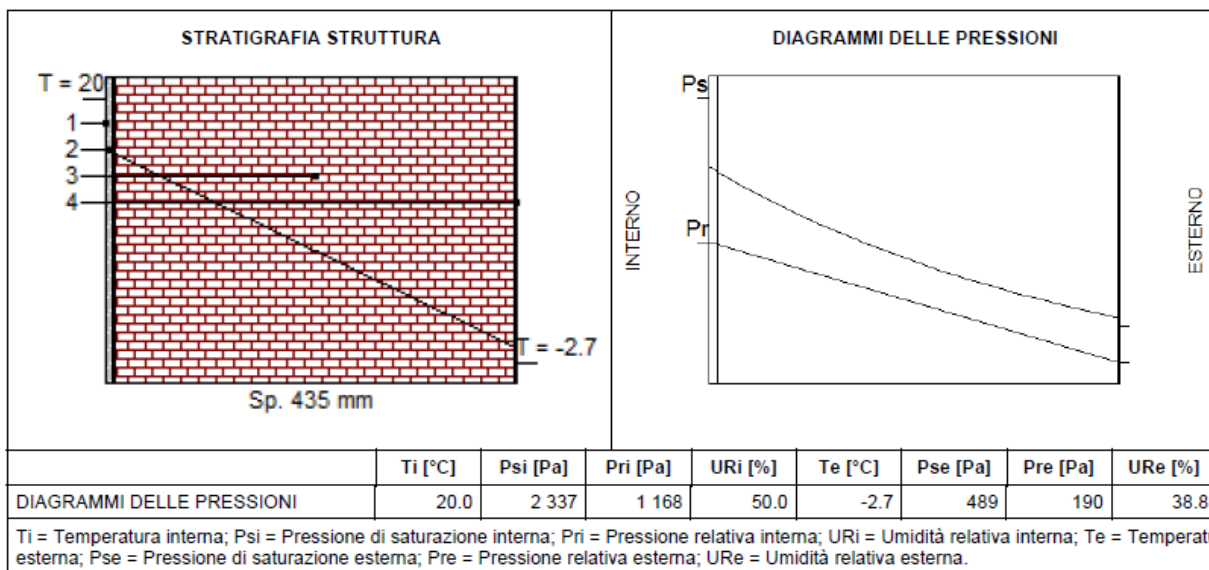 STRATIGRAFIA STRUTTURA
T = 20
1
2
3
4
T = -2.7
Sp. 435 mm
DIAGRAMMI DELLE PRESSIONI
Ps
Pr
INTERNO
ESTERNO
Ti [°C] Psi [Pa] Pri [Pa] URi [%] Te [°C] Pse [Pa] Pre [Pa] URe [%]
DIAGRAMMI DELLE PRESSIONI 20.0 2 337 1 168 50.0 -2.7 489 190 38.8
Ti = Temperatura interna; Psi = Pressione di saturazione interna; Pri = Pressione relativa interna; URi = Umidità relativa interna; Te = Temperatu
esterna; Pse = Pressione di saturazione esterna; Pre = Pressione relativa esterna; URe = Umidità relativa esterna.